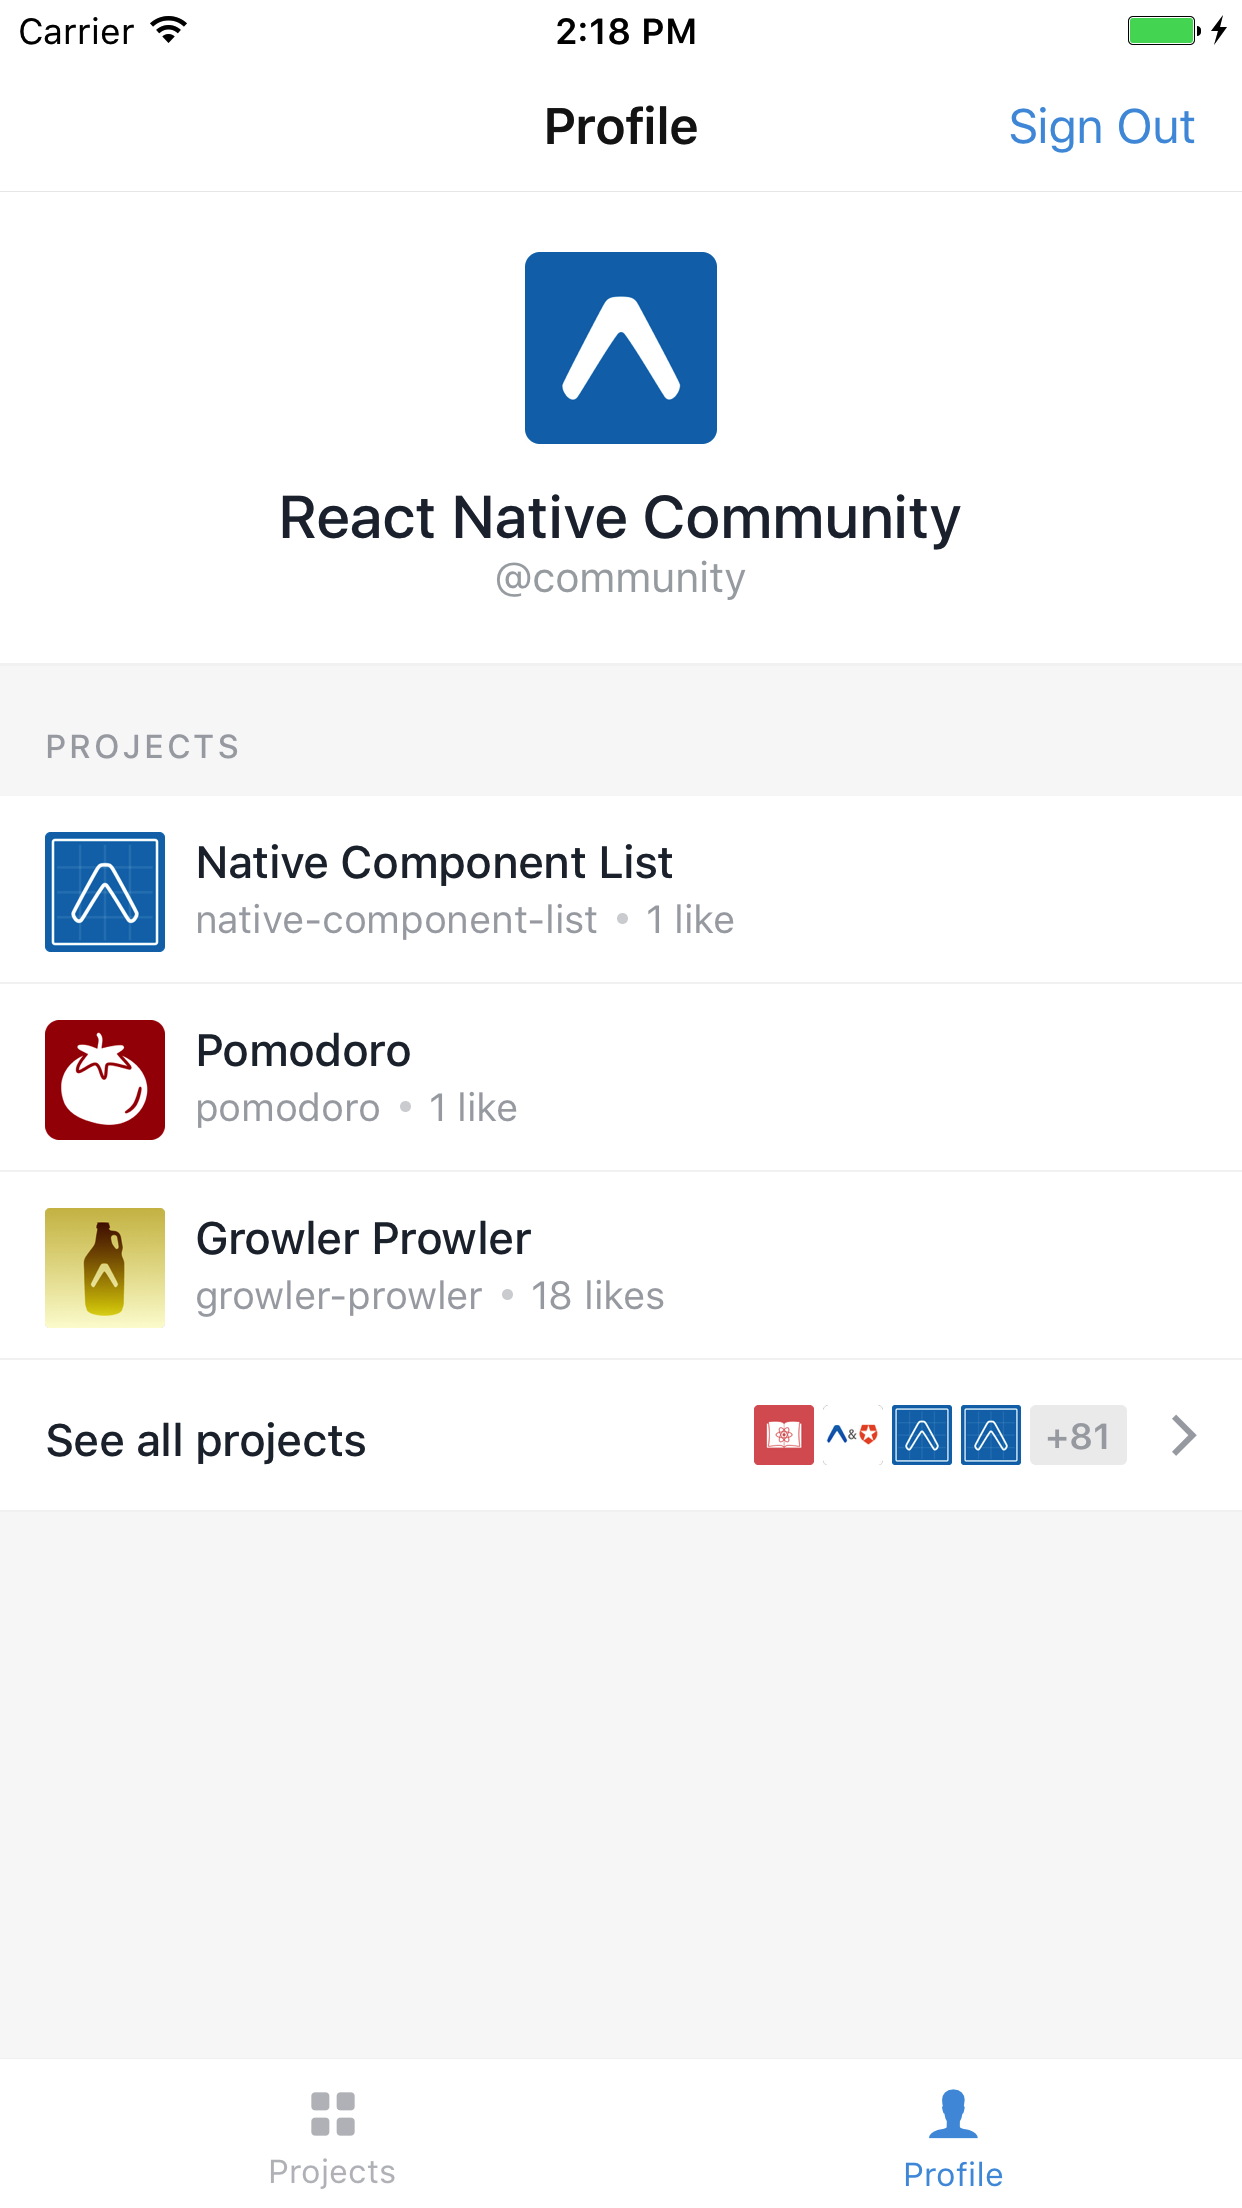 Carrier 2:18 PM
Profile Sign Out
React Native Community
@community
PROJECTS
Native Component List
native-component-list • 1 like
Pomodoro
pomodoro • 1 like
Growler Prowler
growler-prowler • 18 likes
See all projects & +81
Projects Profile